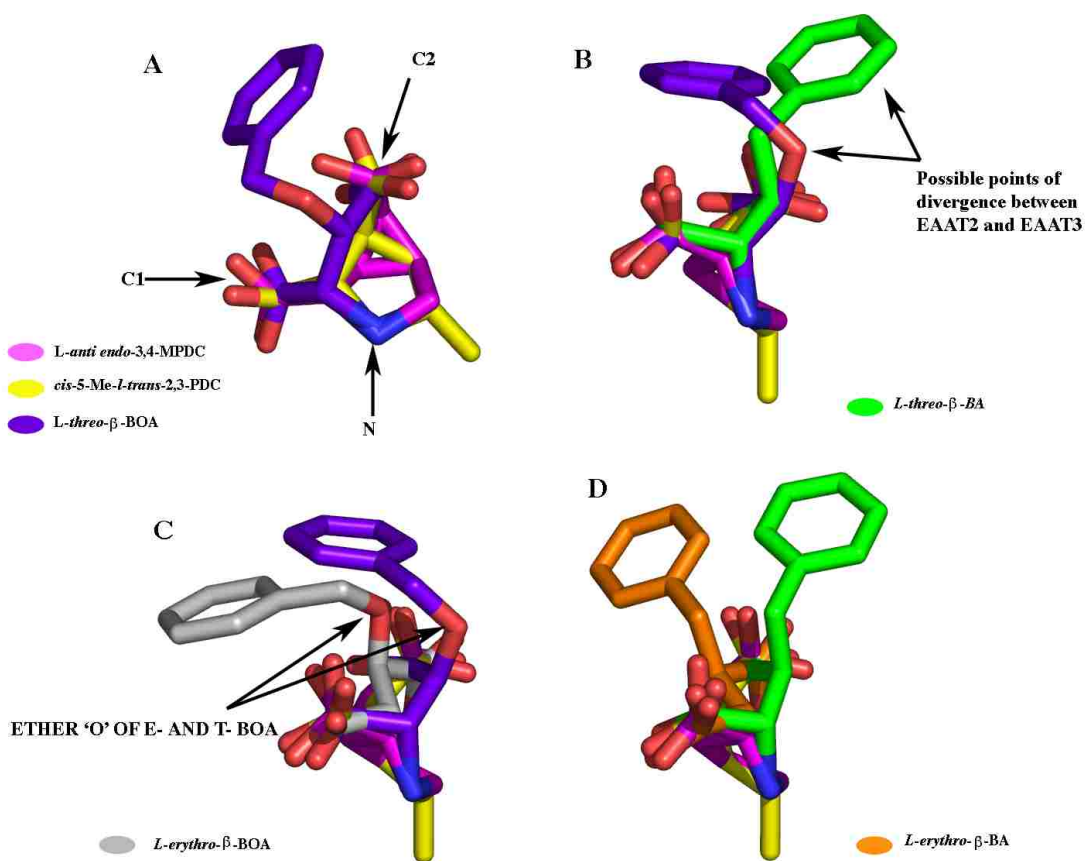 A
C2
C1
N
L-anti endo-3,4-MPDC
cis-5-Me-l-trans-2,3-PDC
L-threo-β-BOA
B
Possible points of
divergence between
EAAT2 and EAAT3
L-threo-β-BA
C
ETHER ‘O’ OF E- AND T- BOA
L-erythro-β-BOA
D
L-erythro-β-BA